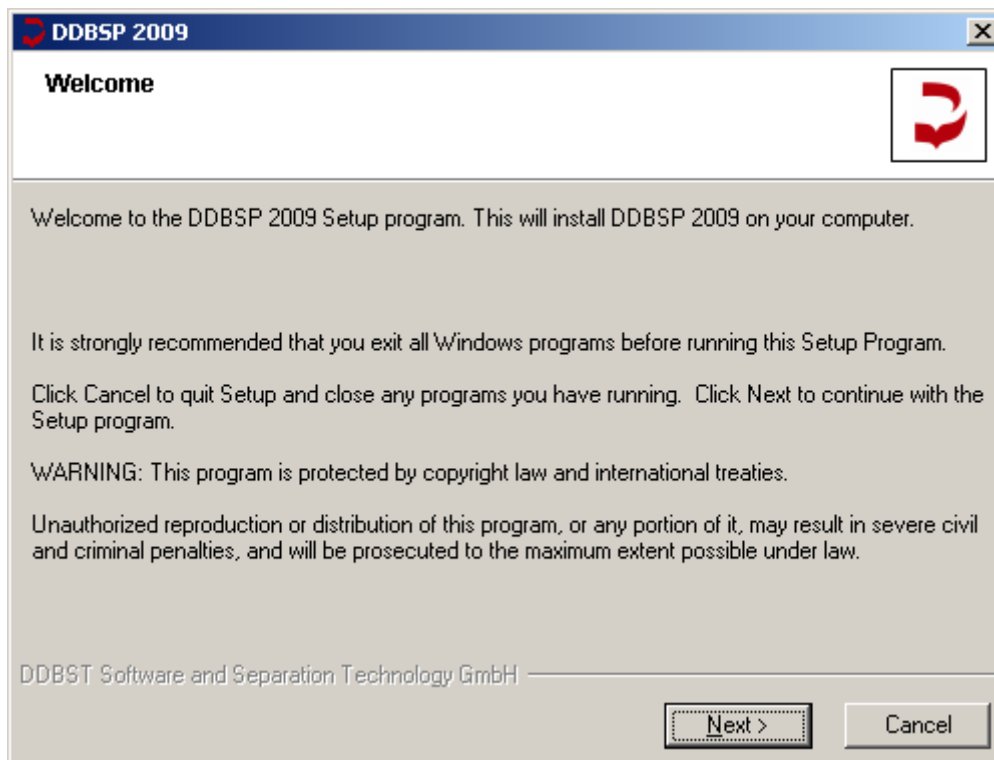 DDBSP 2009
Welcome
Welcome to the DDBSP 2009 Setup program. This will install DDBSP 2009 on your computer.
It is strongly recommended that you exit all Windows programs before running this Setup Program.
Click Cancel to quit Setup and close any programs you have running.  Click Next to continue with the
Setup program.
WARNING: This program is protected by copyright law and international treaties.
Unauthorized reproduction or distribution of this program, or any portion of it, may result in severe civil
and criminal penalties, and will be prosecuted to the maximum extent possible under law.
DDBST Software and Separation Technology GmbH
Next >
Cancel